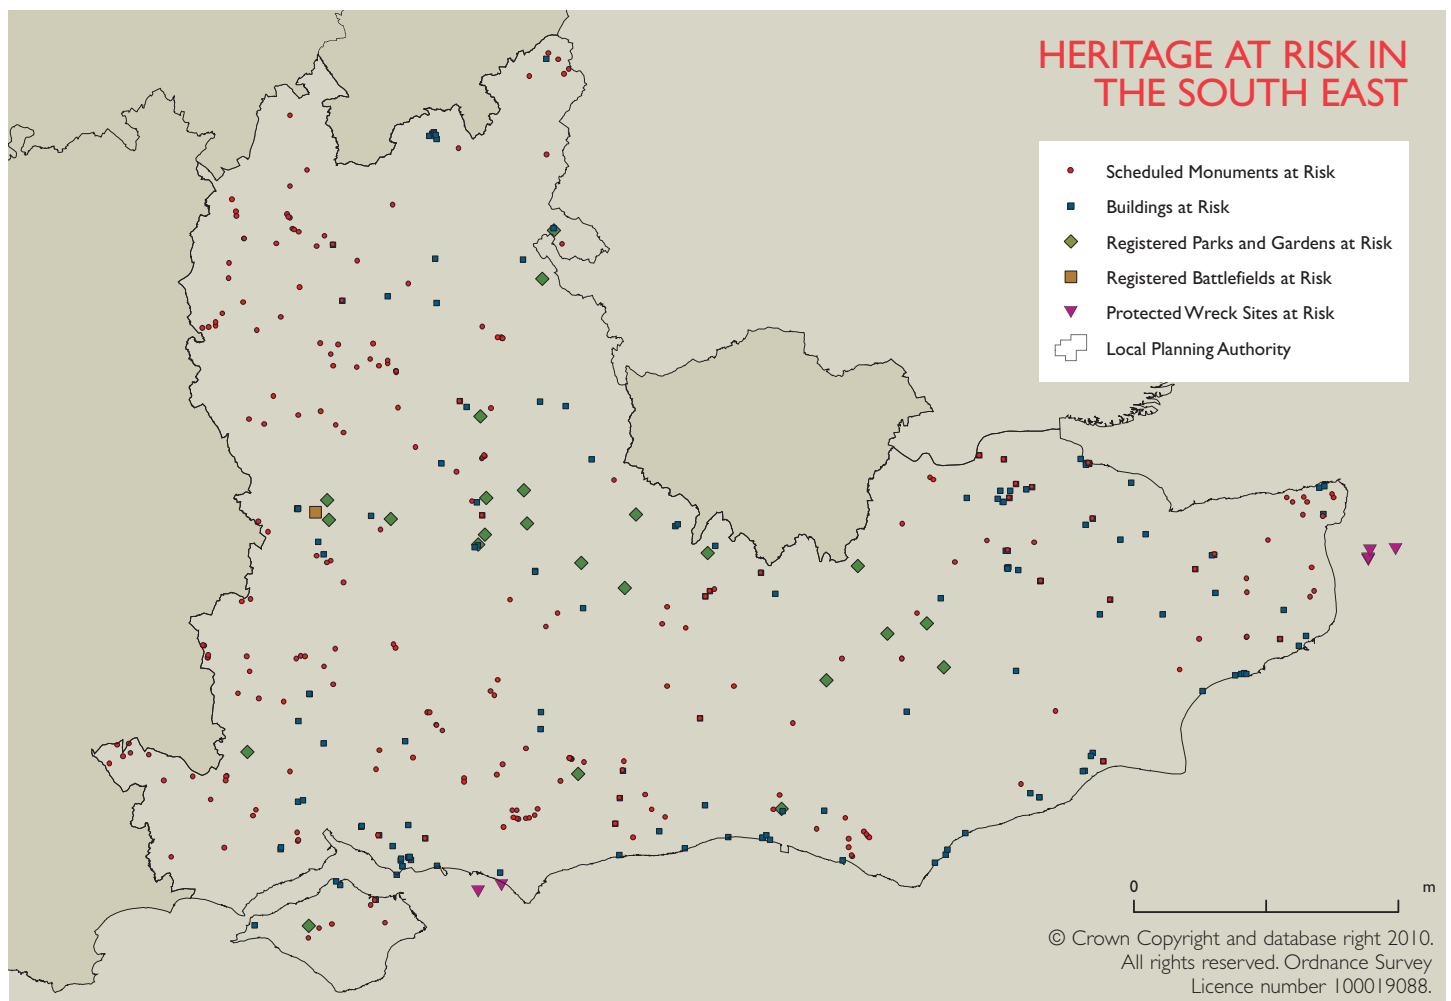 HERITAGE AT RISK IN
THE SOUTH EAST
Scheduled Monuments at Risk
Buildings at Risk
Registered Parks and Gardens at Risk
Registered Battlefields at Risk
Protected Wreck Sites at Risk
Local Planning Authority
0 m
© Crown Copyright and database right 2010.
All rights reserved. Ordnance Survey
Licence number 100019088.